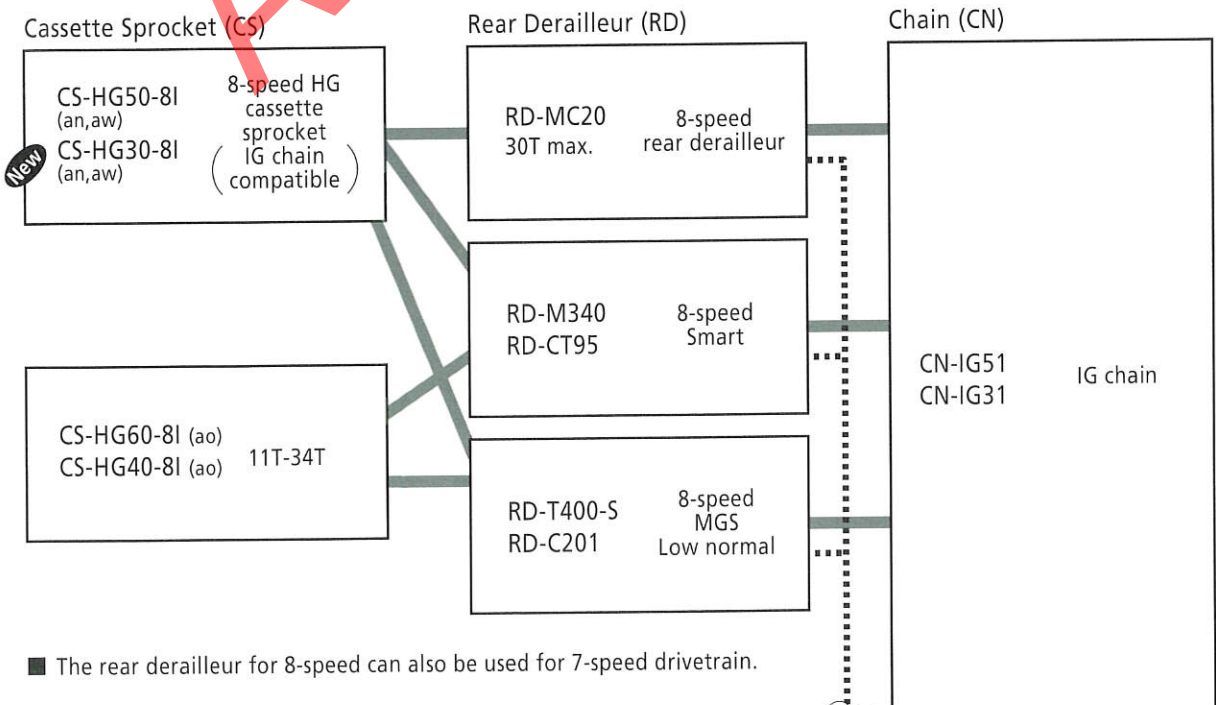 Cassette Sprocket (CS)
CS-HG50-8I
(an,aw)
New
CS-HG30-8I
(an,aw)
8-speed HG
cassette
sprocket
( IG chain
compatible )
CS-HG60-8I (ao)
CS-HG40-8I (ao)
11T-34T
Rear Derailleur (RD)
RD-MC20
30T max.
8-speed
rear derailleur
RD-M340
RD-CT95
8-speed
Smart
RD-T400-S
RD-C201
8-speed
MGS
Low normal
Chain (CN)
CN-IG51
CN-IG31
IG chain
■ The rear derailleur for 8-speed can also be used for 7-speed drivetrain.